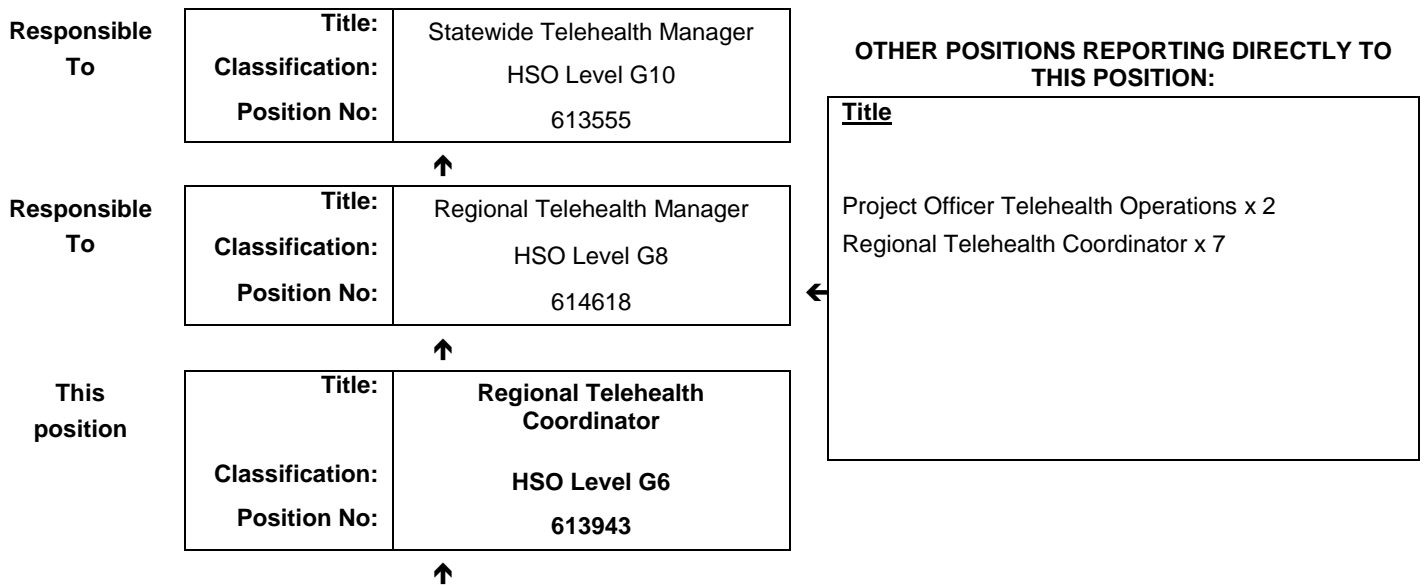 Responsible
To
Title: Statewide Telehealth Manager
Classification: HSO Level G10
Position No: 613555
OTHER POSITIONS REPORTING DIRECTLY TO
THIS POSITION:
Title
Project Officer Telehealth Operations x 2
Regional Telehealth Coordinator x 7
Responsible
To
Title: Regional Telehealth Manager
Classification: HSO Level G8
Position No: 614618
This
position
Title: Regional Telehealth
Coordinator
Classification: HSO Level G6
Position No: 613943